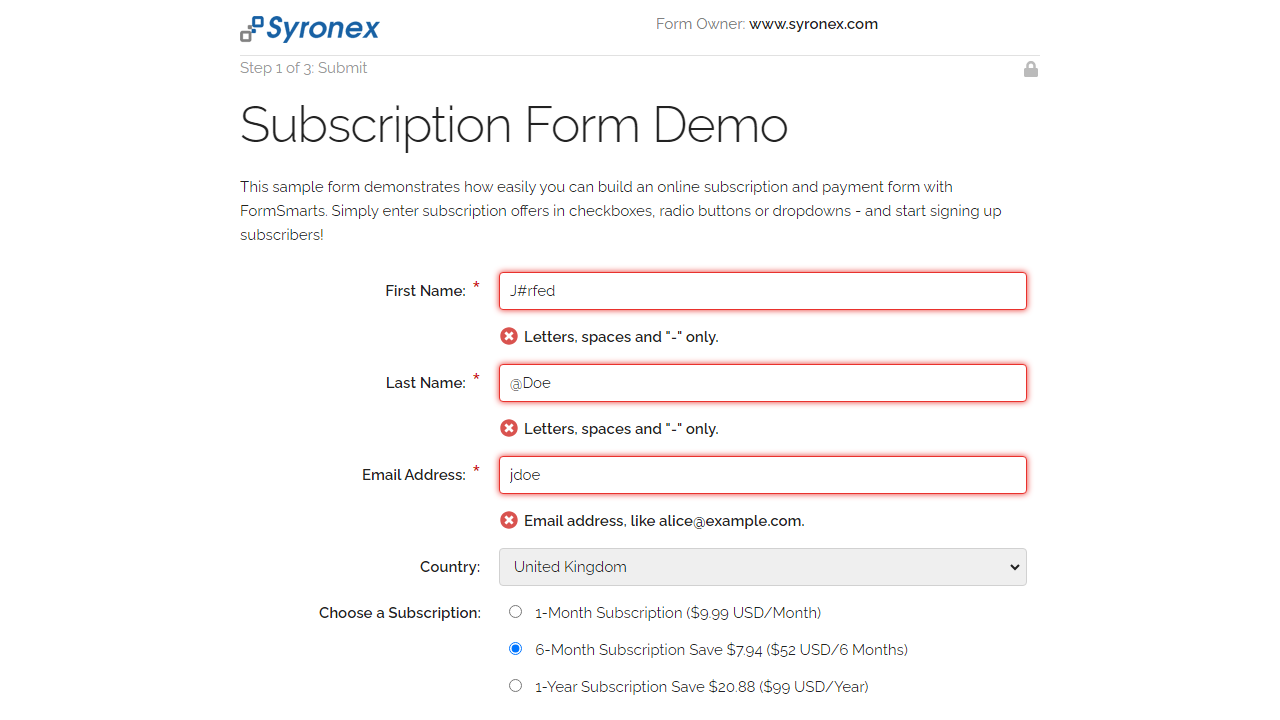 Syronex
Form Owner: www.syronex.com
Step 1 of 3: Submit
Subscription Form Demo
This sample form demonstrates how easily you can build an online subscription and payment form with
FormSmarts. Simply enter subscription offers in checkboxes, radio buttons or dropdowns - and start signing up
subscribers!
First Name: *
J#rfed
Letters, spaces and "-" only.
Last Name: *
@Doe
Letters, spaces and "-" only.
Email Address: *
jdoe
Email address, like alice@example.com.
Country:
United Kingdom
Choose a Subscription:
1-Month Subscription ($9.99 USD/Month)
6-Month Subscription Save $7.94 ($52 USD/6 Months)
1-Year Subscription Save $20.88 ($99 USD/Year)